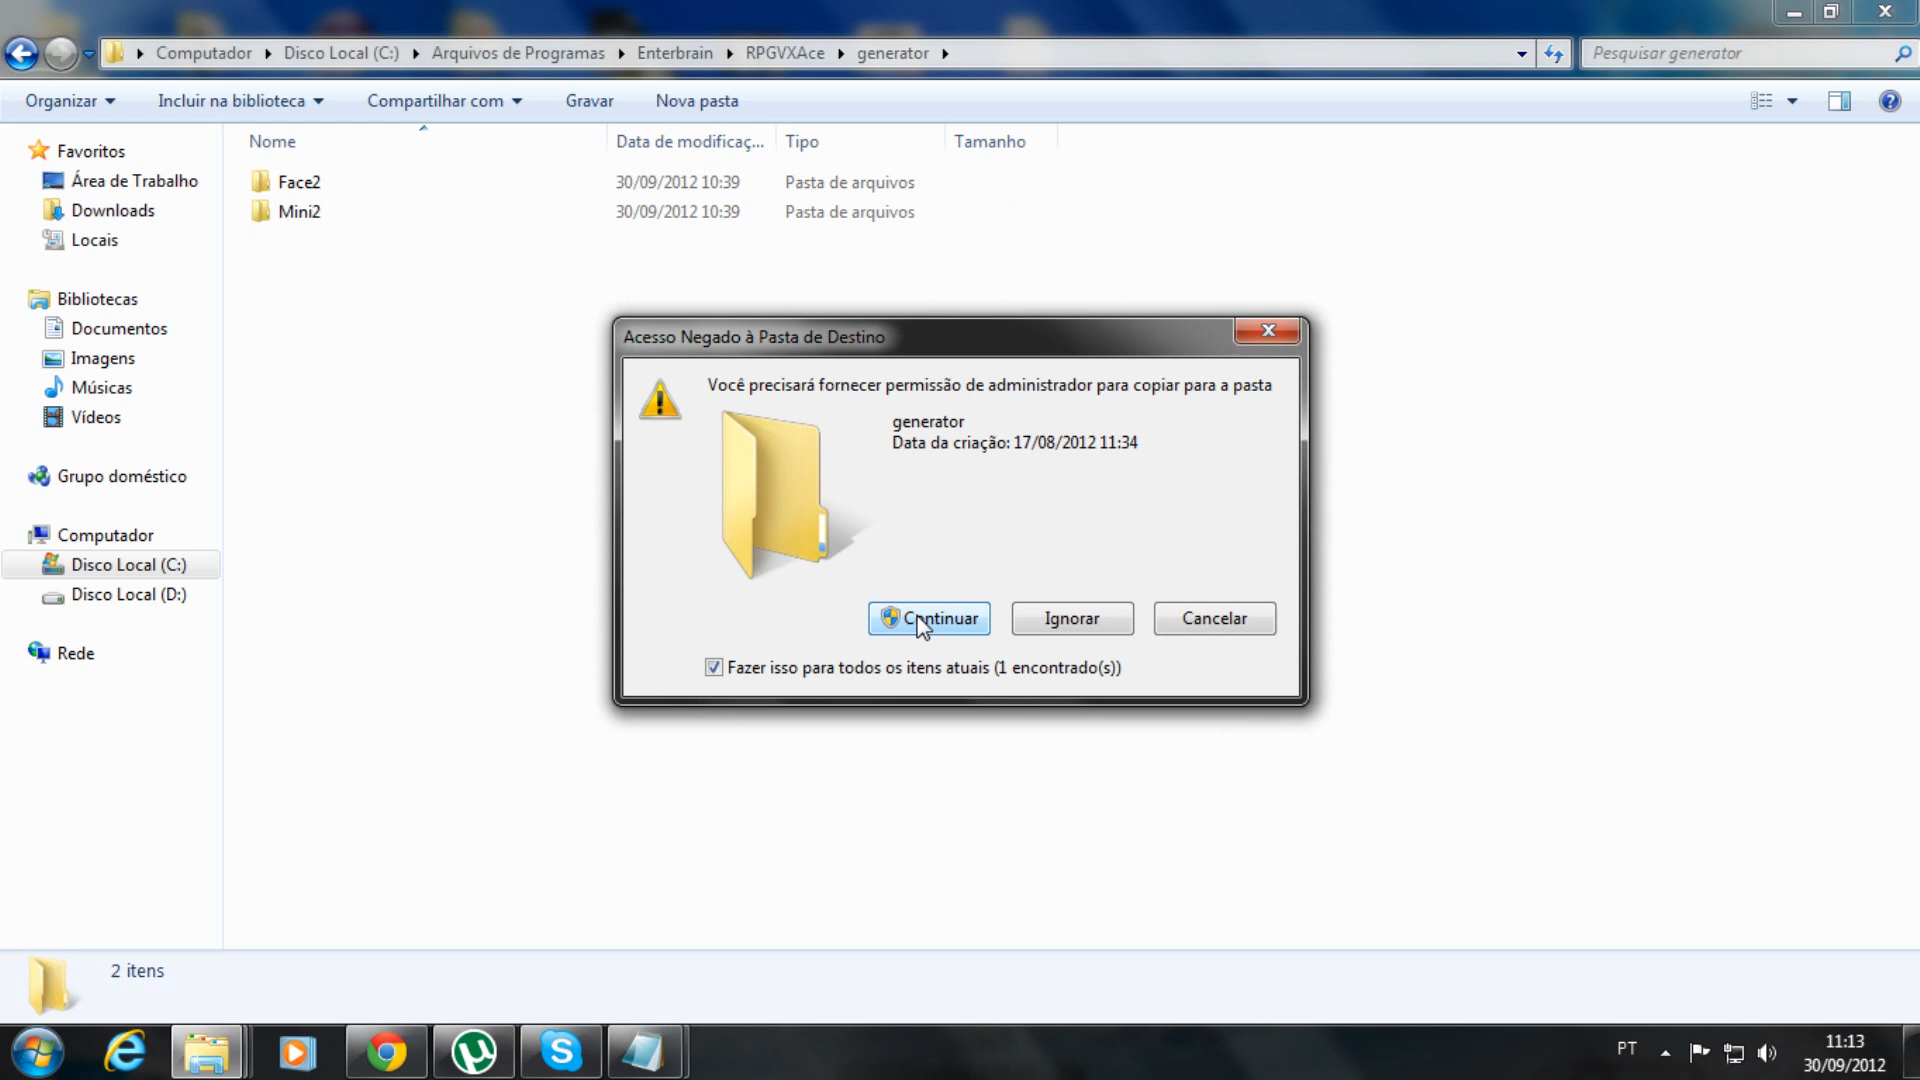 Computador Disco Local (C:) Arquivos de Programas Enterbrain RPGVXAce generator
Pesquisar generator
Organizar Incluir na biblioteca Compartilhar com Gravar Nova pasta
Nome Data de modificaç... Tipo Tamanho
Favoritos
Área de Trabalho
Downloads
Locais
Bibliotecas
Documentos
Imagens
Músicas
Vídeos
Grupo doméstico
Computador
Disco Local (C:)
Disco Local (D:)
Rede
Face2 30/09/2012 10:39 Pasta de arquivos
Mini2 30/09/2012 10:39 Pasta de arquivos
Acesso Negado à Pasta de Destino
Você precisará fornecer permissão de administrador para copiar para a pasta
generator
Data da criação: 17/08/2012 11:34
Continuar Ignorar Cancelar
Fazer isso para todos os itens atuais (1 encontrado(s))
2 itens
PT
11:13
30/09/2012